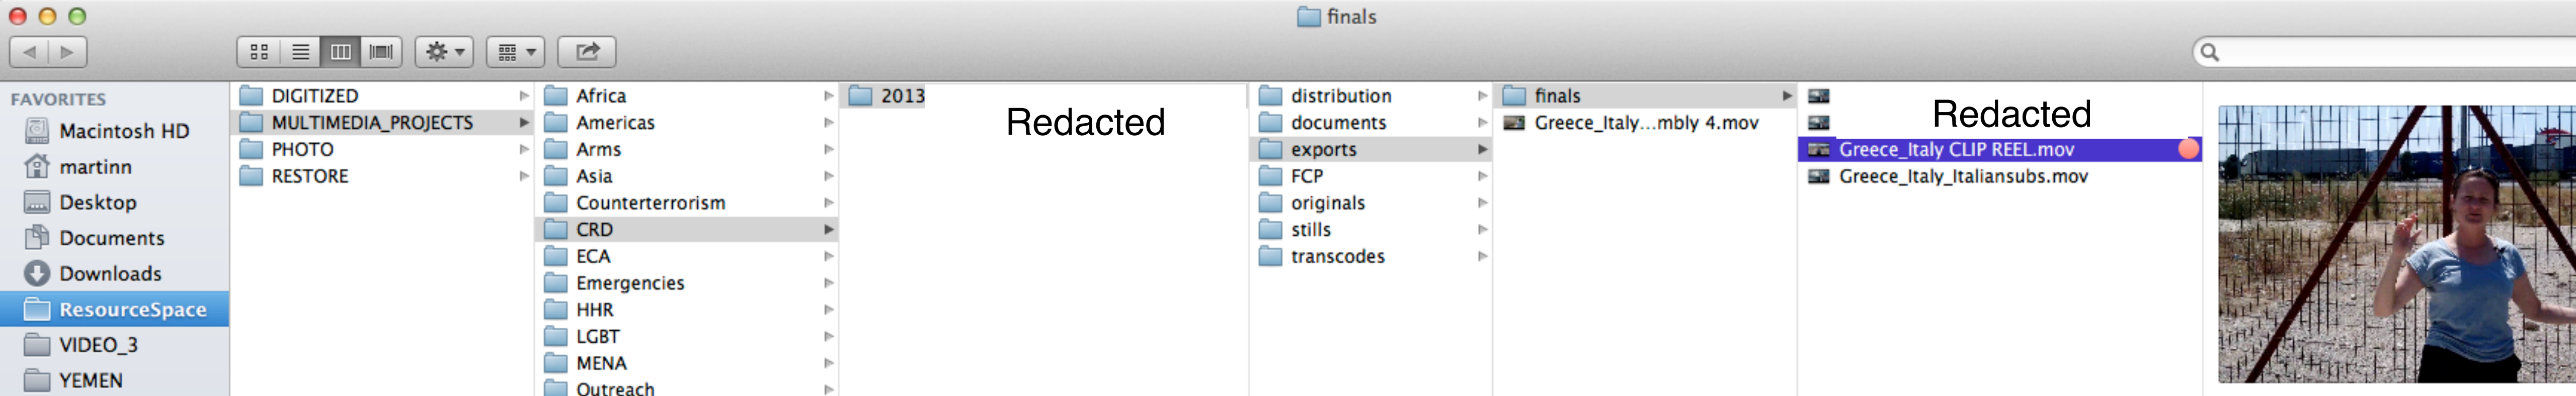 finals
FAVORITES
Macintosh HD
martinn
Desktop
Documents
Downloads
ResourceSpace
VIDEO_3
YEMEN
DIGITIZED
MULTIMEDIA_PROJECTS
PHOTO
RESTORE
Africa
Americas
Arms
Asia
Counterterrorism
CRD
ECA
Emergencies
HHR
LGBT
MENA
Outreach
2013
Redacted
distribution
documents
exports
FCP
originals
stills
transcodes
finals
Greece_Italy...mbly 4.mov
Redacted
Greece_Italy CLIP REEL.mov
Greece_Italy_Italiansubs.mov